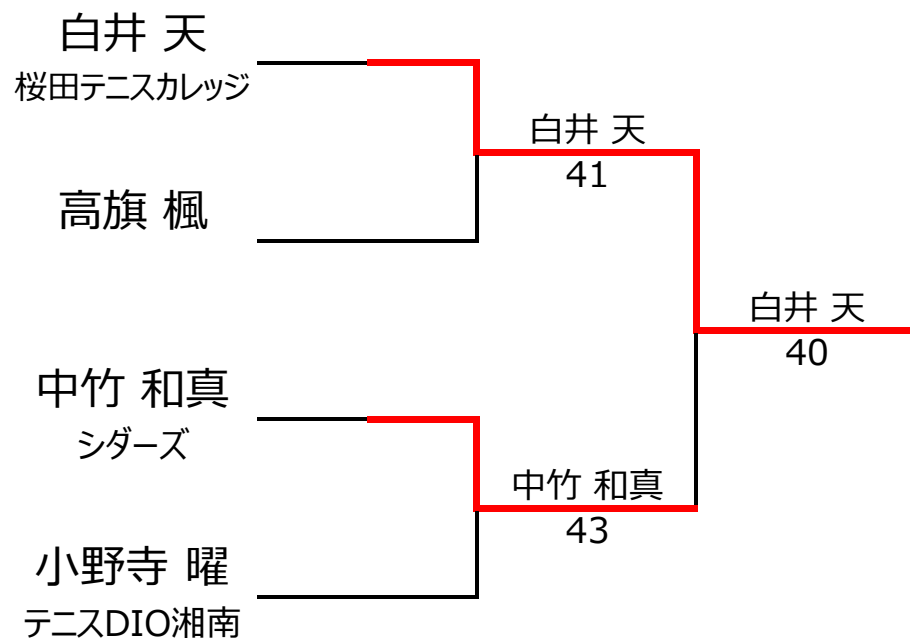 白井 天
桜田テニスカレッジ
白井 天
41
高旗 楓
白井 天
40
中竹 和真
シダーズ
中竹 和真
43
小野寺 曜
テニスDIO湘南